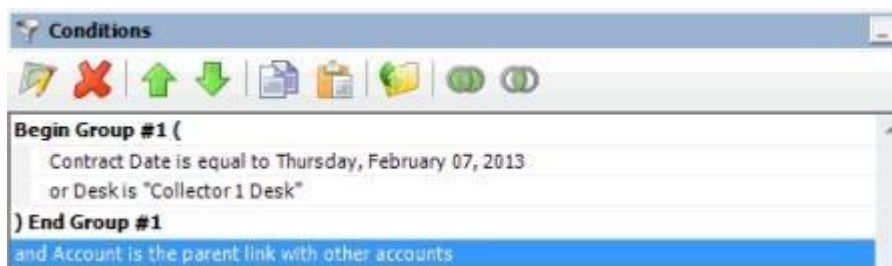 Conditions
Begin Group #1 (
Contract Date is equal to Thursday, February 07, 2013
or Desk is "Collector 1 Desk"
) End Group #1
and Account is the parent link with other accounts